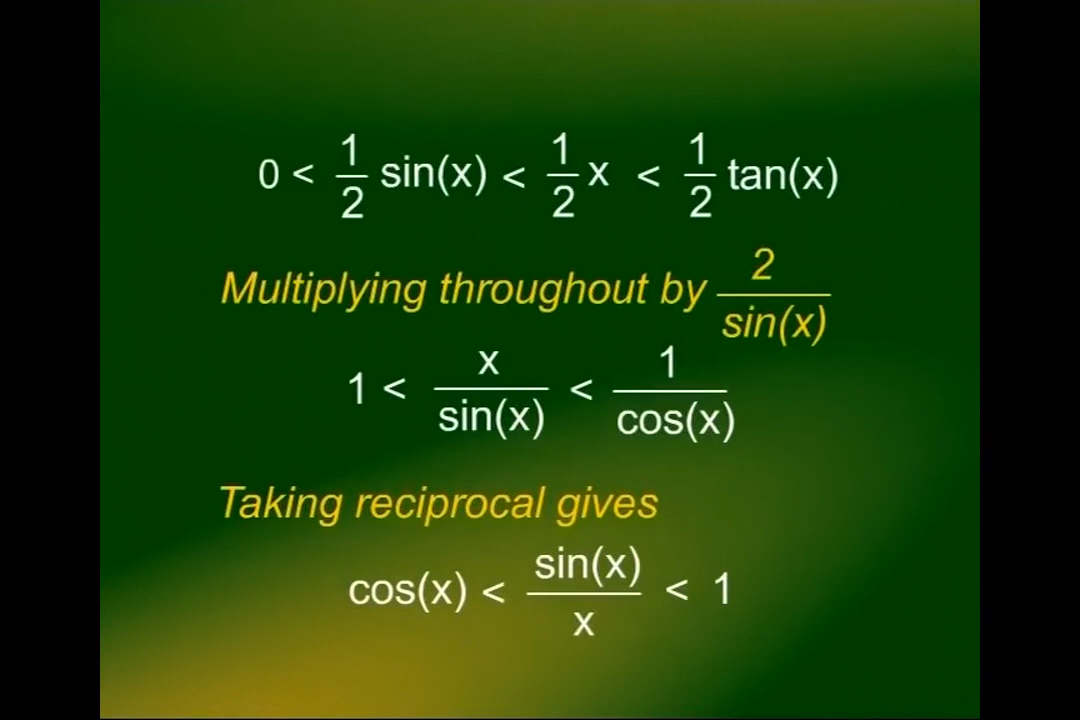 0 < 1/2 sin(x) < 1/2 x < 1/2 tan(x)
Multiplying throughout by 2/sin(x)
1 < x/sin(x) < 1/cos(x)
Taking reciprocal gives
cos(x) < sin(x)/x < 1